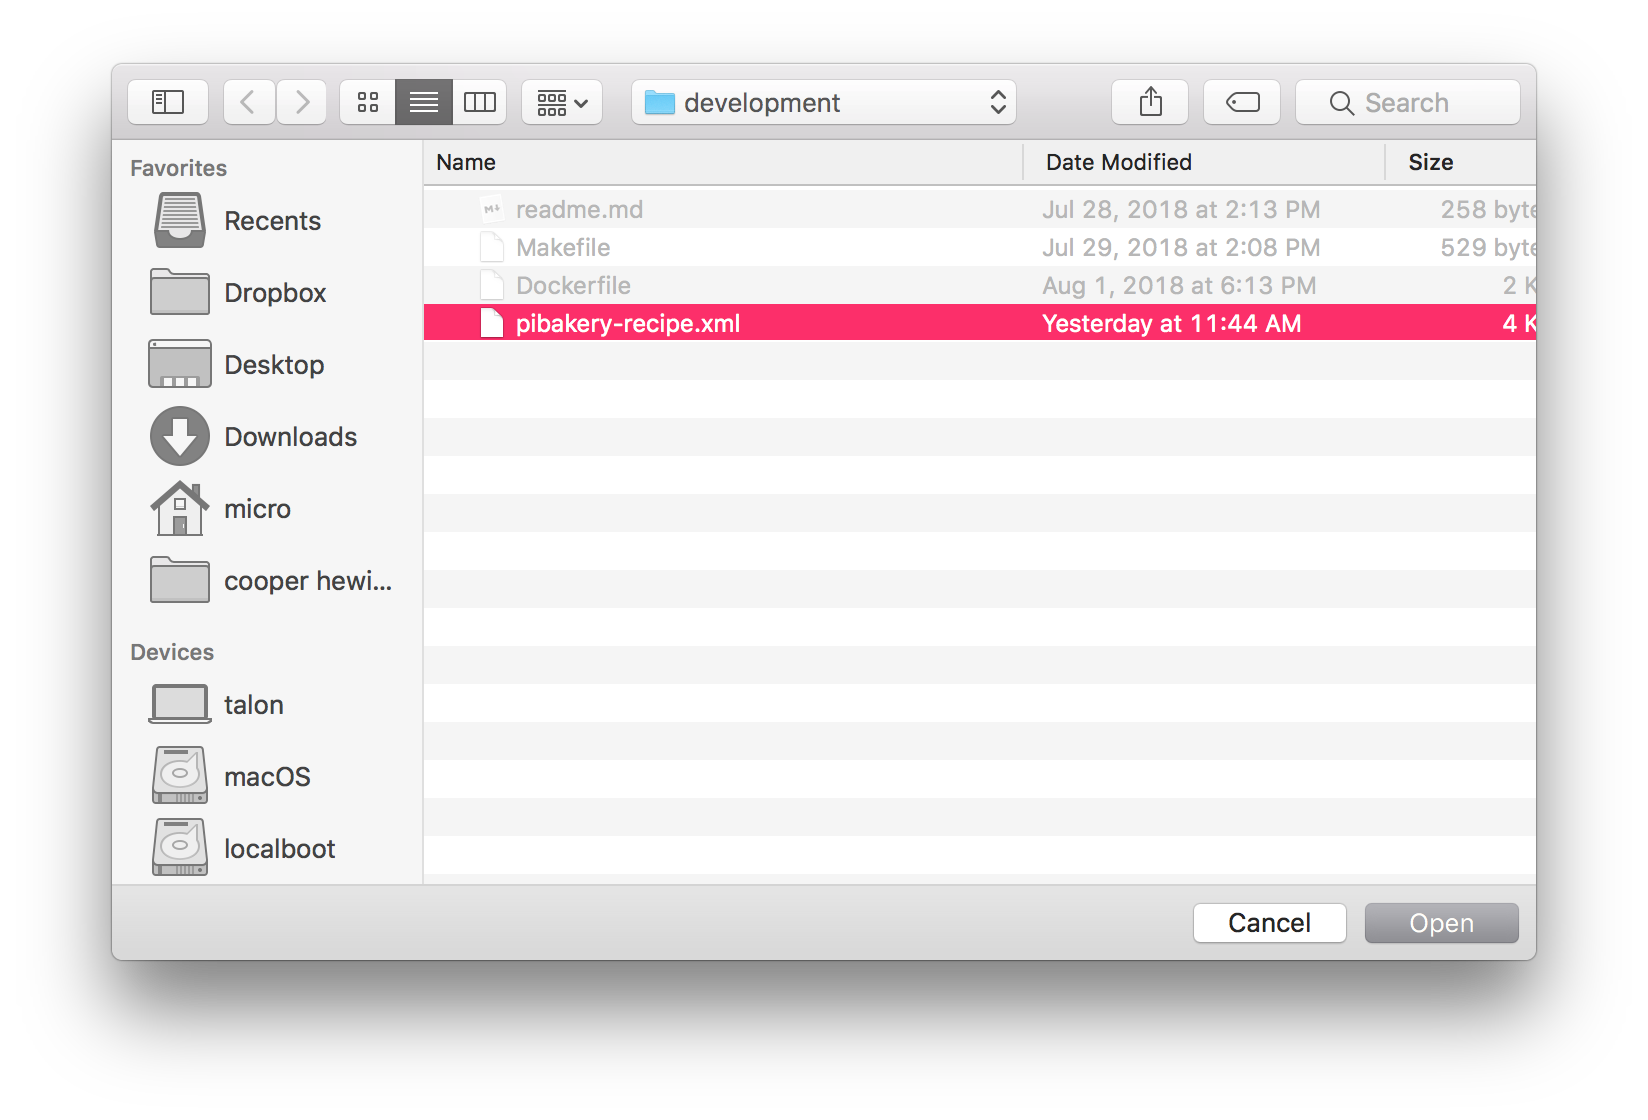 development
Search
Favorites
Recents
Dropbox
Desktop
Downloads
micro
cooper hewi...
Devices
talon
macOS
localboot
Name Date Modified Size
readme.md Jul 28, 2018 at 2:13 PM 258 byte
Makefile Jul 29, 2018 at 2:08 PM 529 byte
Dockerfile Aug 1, 2018 at 6:13 PM 2 K
pibakery-recipe.xml Yesterday at 11:44 AM 4 K
Cancel Open